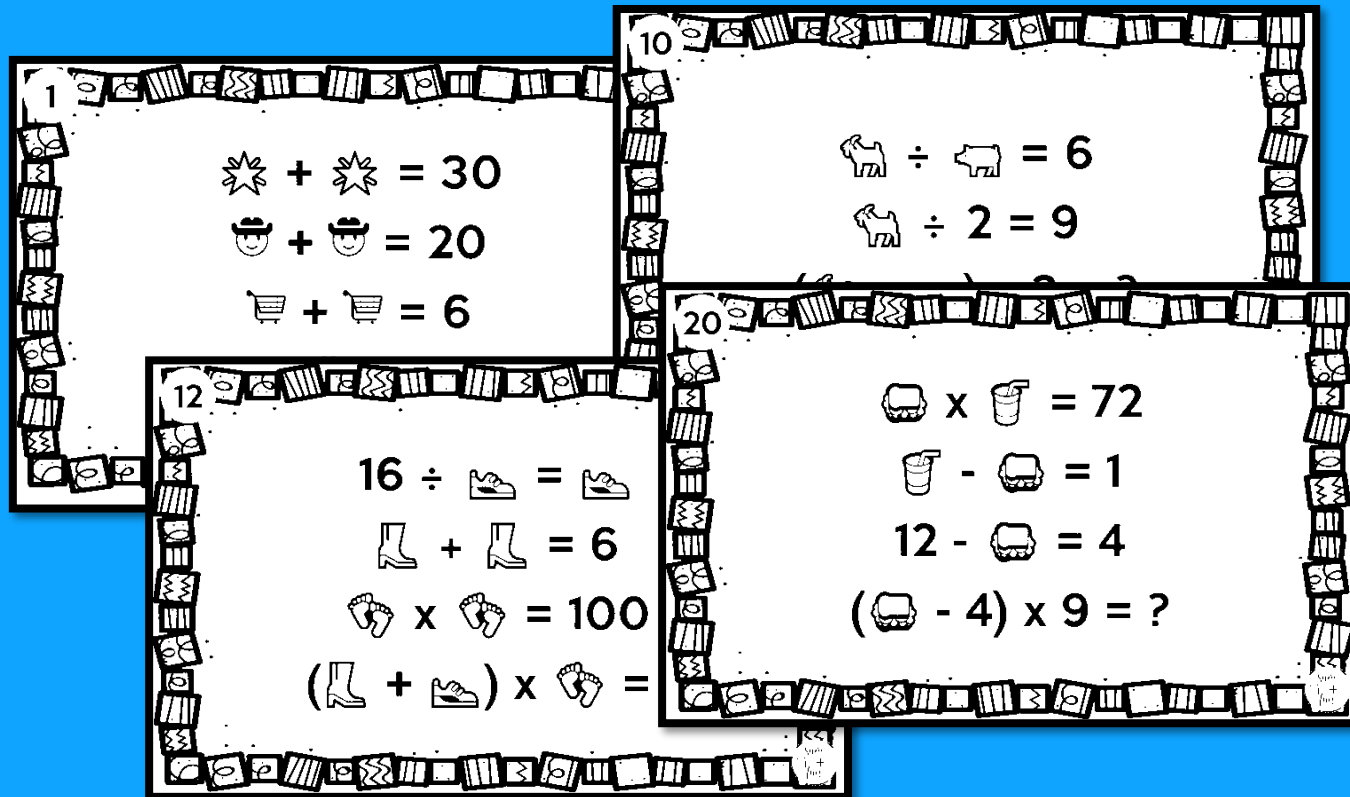 1
+ = 30
+ = 20
+ = 6
10
÷ = 6
÷ 2 = 9
12
16 ÷ =
+ = 6
x = 100
( + ) x =
20
x = 72
- = 1
12 - = 4
( - 4) x 9 = ?